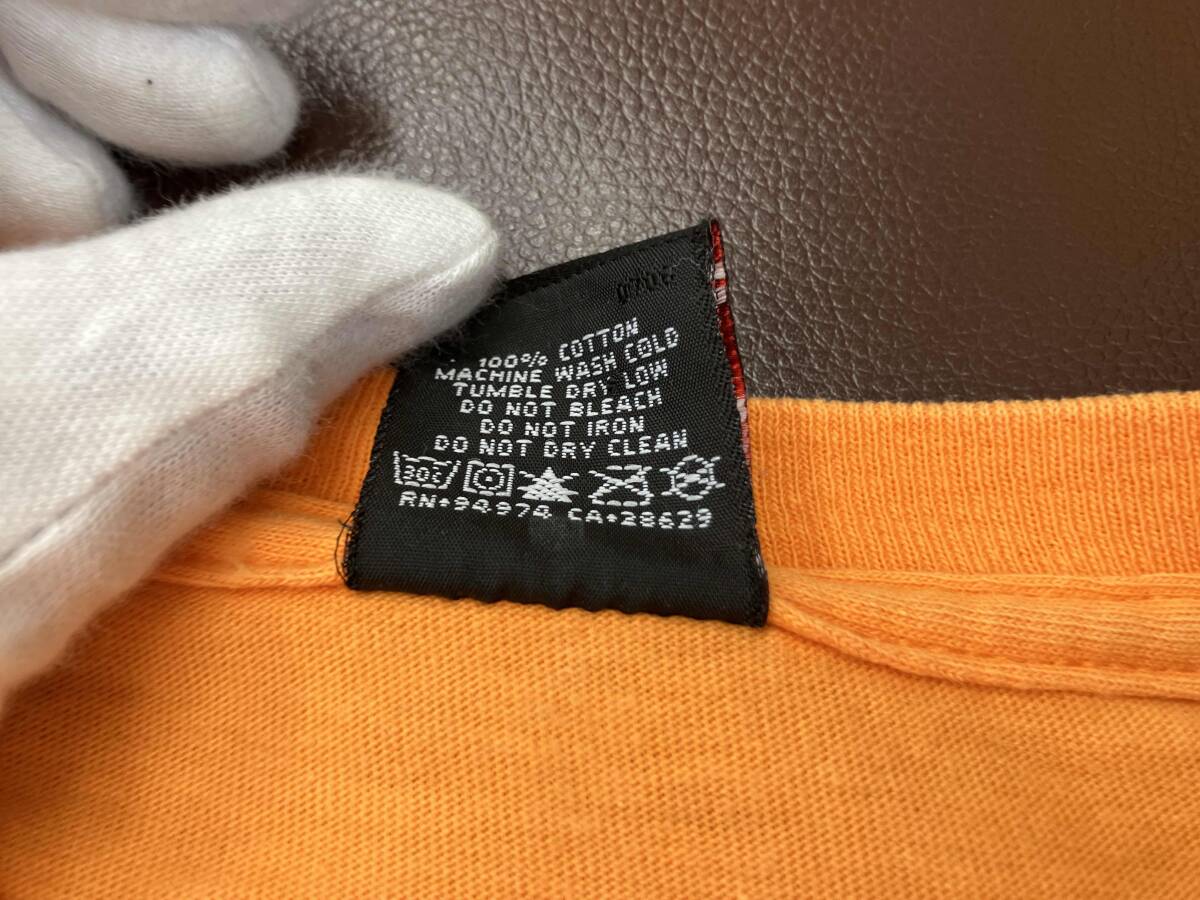 100% COTTON
MACHINE WASH COLD
TUMBLE DRY LOW
DO NOT BLEACH
DO NOT IRON
DO NOT DRY CLEAN
30c
RN•94974 CA•28629